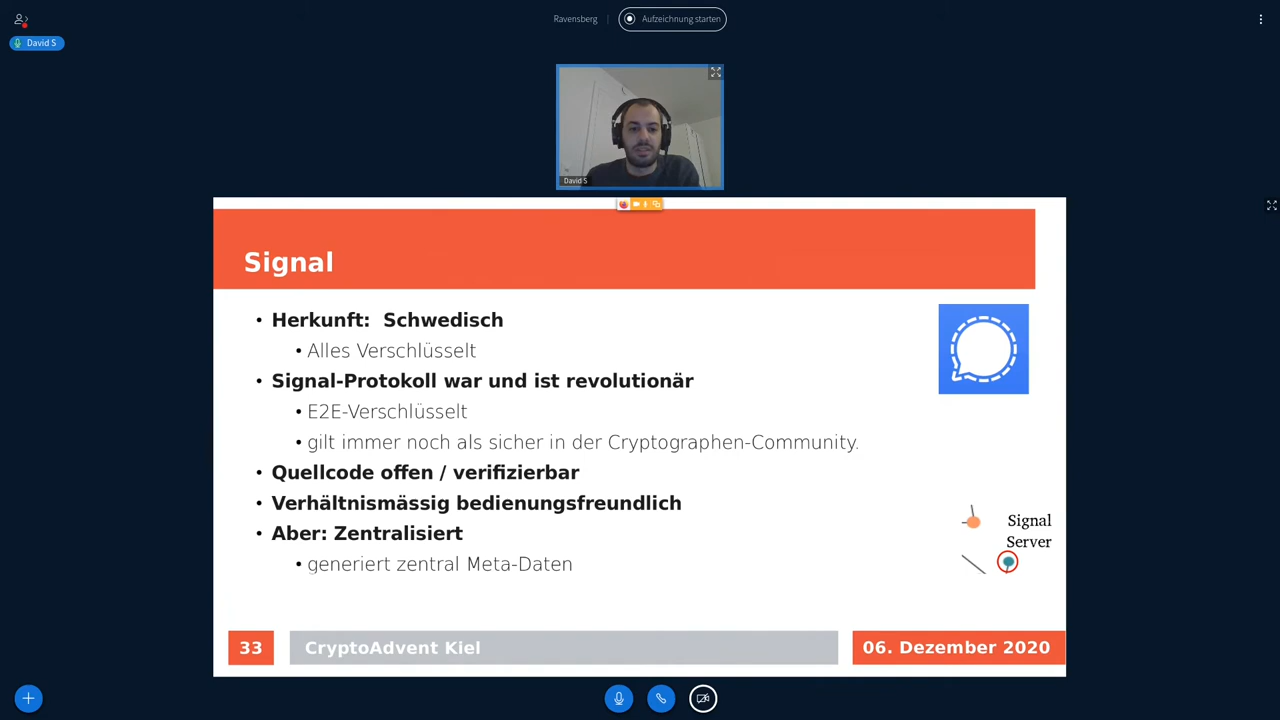 Ravensberg
Aufzeichnung starten
David S
David S
Signal
• Herkunft: Schwedisch
• Alles Verschlüsselt
• Signal-Protokoll war und ist revolutionär
• E2E-Verschlüsselt
• gilt immer noch als sicher in der Cryptographen-Community.
• Quellcode offen / verifizierbar
• Verhältnismässig bedienungsfreundlich
• Aber: Zentralisiert
• generiert zentral Meta-Daten
Signal
Server
33
CryptoAdvent Kiel
06. Dezember 2020